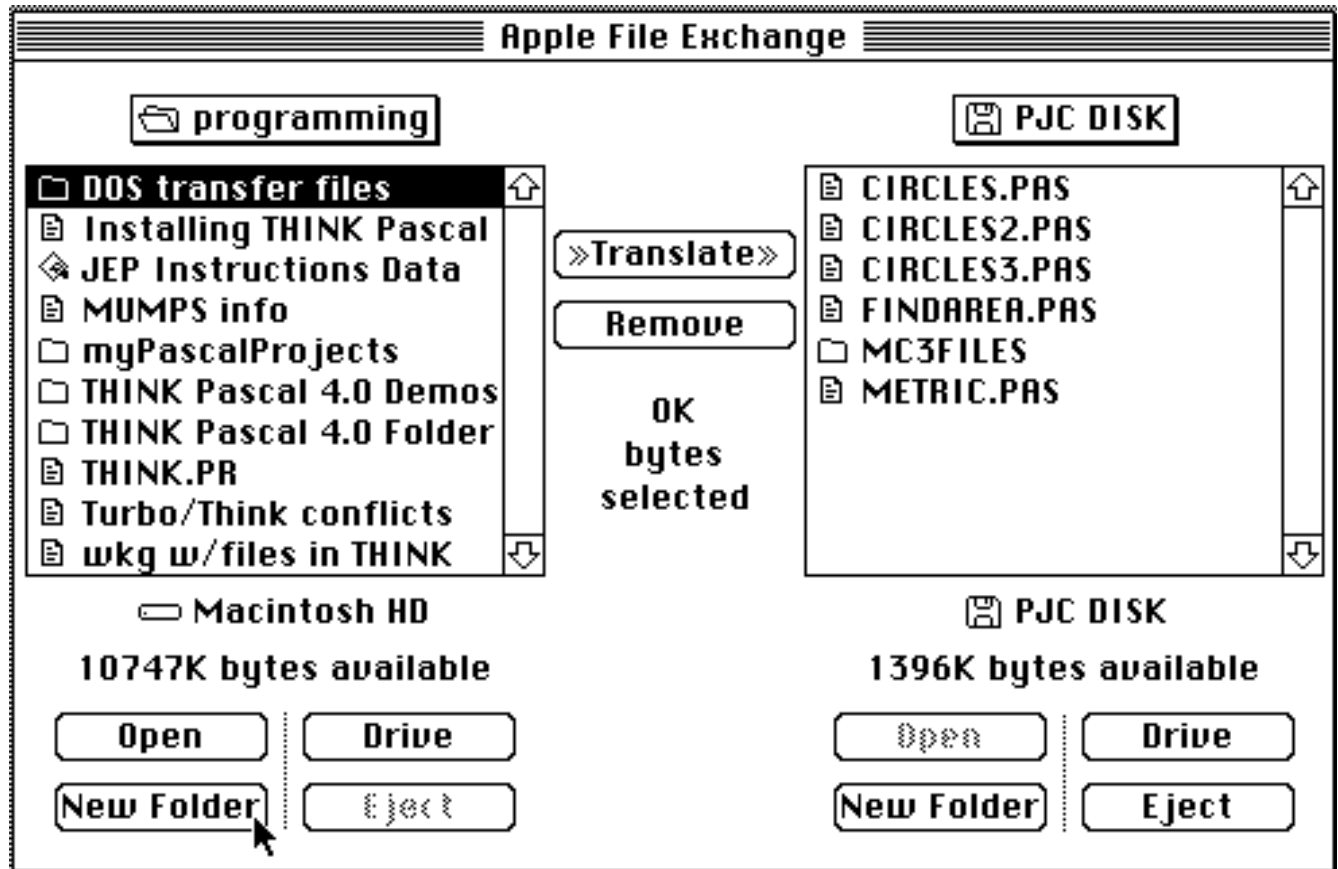 Apple File Exchange
programming
DOS transfer files
Installing THINK Pascal
JEP Instructions Data
MUMPS info
myPascalProjects
THINK Pascal 4.0 Demos
THINK Pascal 4.0 Folder
THINK.PR
Turbo/Think conflicts
wkg w/files in THINK
Macintosh HD
10747K bytes available
Open
Drive
New Folder
Eject
»Translate»
Remove
0K
bytes
selected
PJC DISK
CIRCLES.PAS
CIRCLES2.PAS
CIRCLES3.PAS
FINDAREA.PAS
MC3FILES
METRIC.PAS
PJC DISK
1396K bytes available
Open
Drive
New Folder
Eject